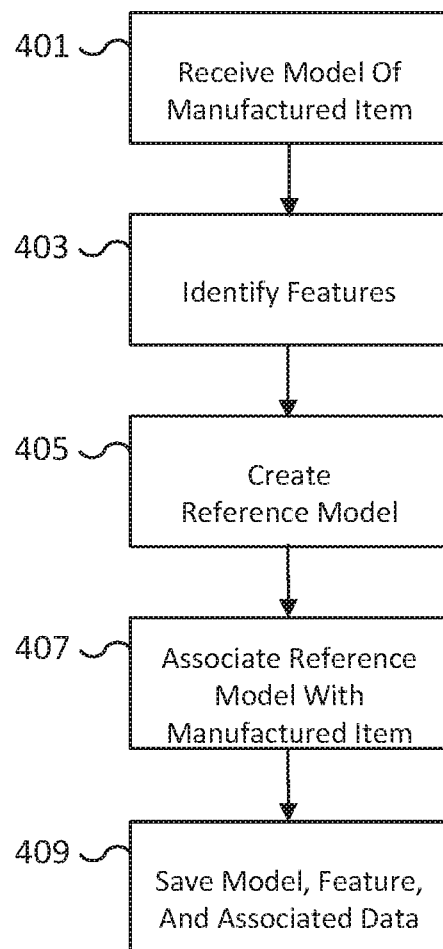 401
Receive Model Of
Manufactured Item
403
Identify Features
405
Create
Reference Model
407
Associate Reference
Model With
Manufactured Item
409
Save Model, Feature,
And Associated Data